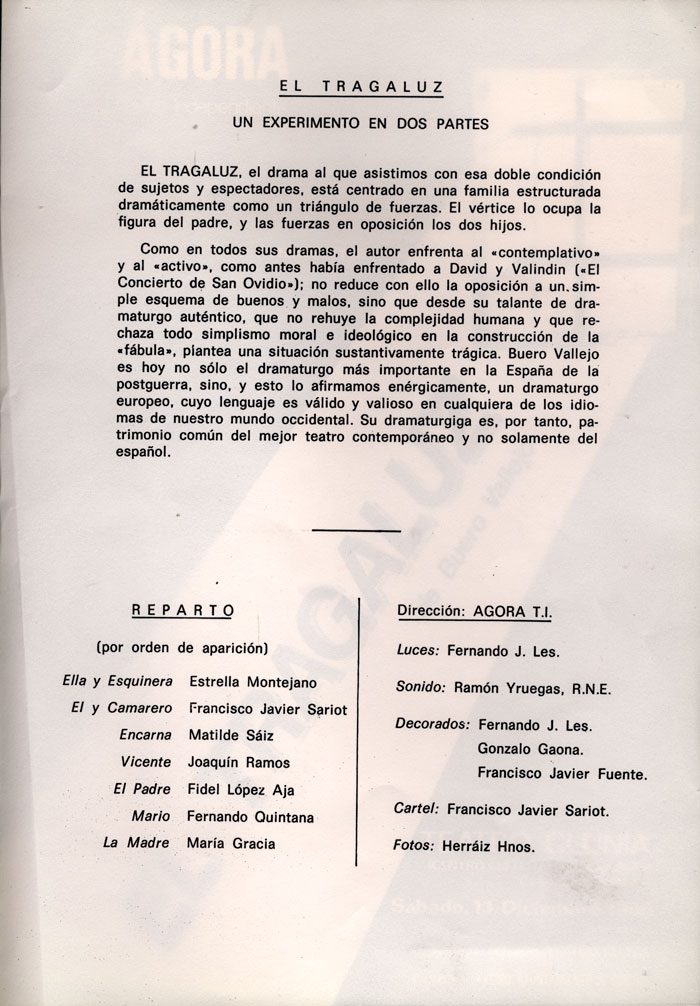 EL TRAGALUZ
UN EXPERIMENTO EN DOS PARTES
EL TRAGALUZ, el drama al que asistimos con esa doble condición
de sujetos y espectadores, está centrado en una familia estructurada
dramáticamente como un triángulo de fuerzas. El vértice lo ocupa la
figura del padre, y las fuerzas en oposición los dos hijos.
Como en todos sus dramas, el autor enfrenta al «contemplativo»
y al «activo», como antes había enfrentado a David y Valindin («El
Concierto de San Ovidio»); no reduce con ello la oposición a un sim-
ple esquema de buenos y malos, sino que desde su talante de dra-
maturgo auténtico, que no rehuye la complejidad humana y que re-
chaza todo simplismo moral e ideológico en la construcción de la
«fábula», plantea una situación sustantivamente trágica. Buero Vallejo
es hoy no sólo el dramaturgo más importante en la España de la
postguerra, sino, y esto lo afirmamos enérgicamente, un dramaturgo
europeo, cuyo lenguaje es válido y valioso en cualquiera de los idio-
mas de nuestro mundo occidental. Su dramaturgiga es, por tanto, pa-
trimonio común del mejor teatro contemporáneo y no solamente del
español.
REPARTO
(por orden de aparición)
Ella y Esquinera Estrella Montejano
El y Camarero Francisco Javier Sariot
Encarna Matilde Sáiz
Vicente Joaquín Ramos
El Padre Fidel López Aja
Mario Fernando Quintana
La Madre María Gracia
Dirección: AGORA T.I.
Luces: Fernando J. Les.
Sonido: Ramón Yruegas, R.N.E.
Decorados: Fernando J. Les.
Gonzalo Gaona.
Francisco Javier Fuente.
Cartel: Francisco Javier Sariot.
Fotos: Herráiz Hnos.
ÁGORA
EL TRAGALUZ
Buero Vallejo